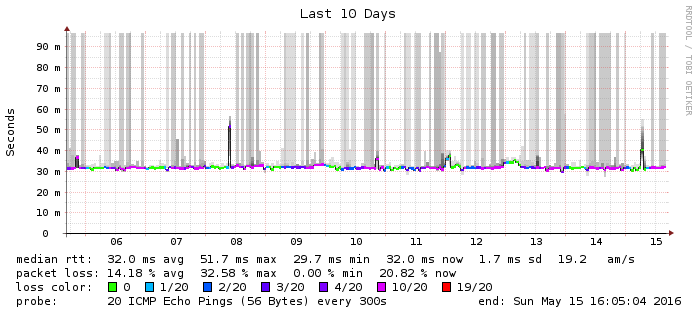 Last 10 Days
RRDTOOL / TOBI OETIKER
Seconds
90 m
80 m
70 m
60 m
50 m
40 m
30 m
20 m
10 m
0
06 07 08 09 10 11 12 13 14 15
median rtt: 32.0 ms avg 51.7 ms max 29.7 ms min 32.0 ms now 1.7 ms sd 19.2 am/s
packet loss: 14.18 % avg 32.58 % max 0.00 % min 20.82 % now
loss color: 0 1/20 2/20 3/20 4/20 10/20 19/20
probe: 20 ICMP Echo Pings (56 Bytes) every 300s end: Sun May 15 16:05:04 2016